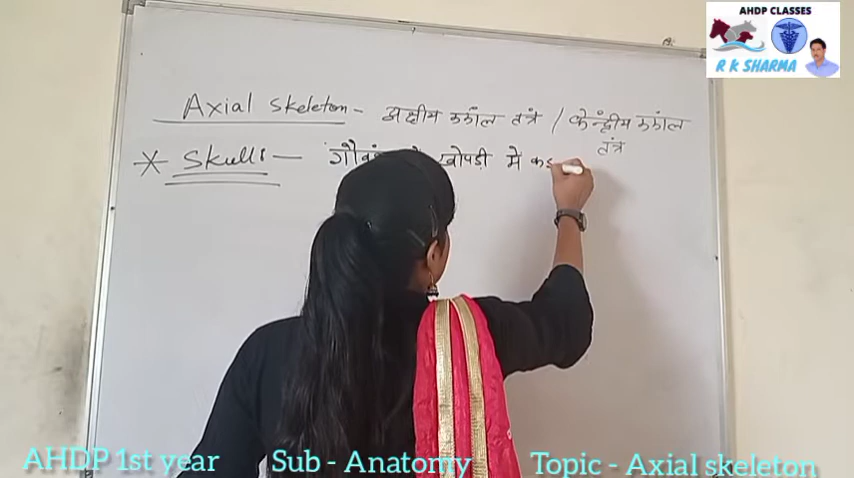 AHDP CLASSES
R K SHARMA
Axial skeleton - अक्षीय कंकाल तंत्र / केन्द्रीय कंकाल
तंत्र
* Skull :- खोपड़ी में
AHDP 1st year Sub - Anatomy Topic - Axial skeleton